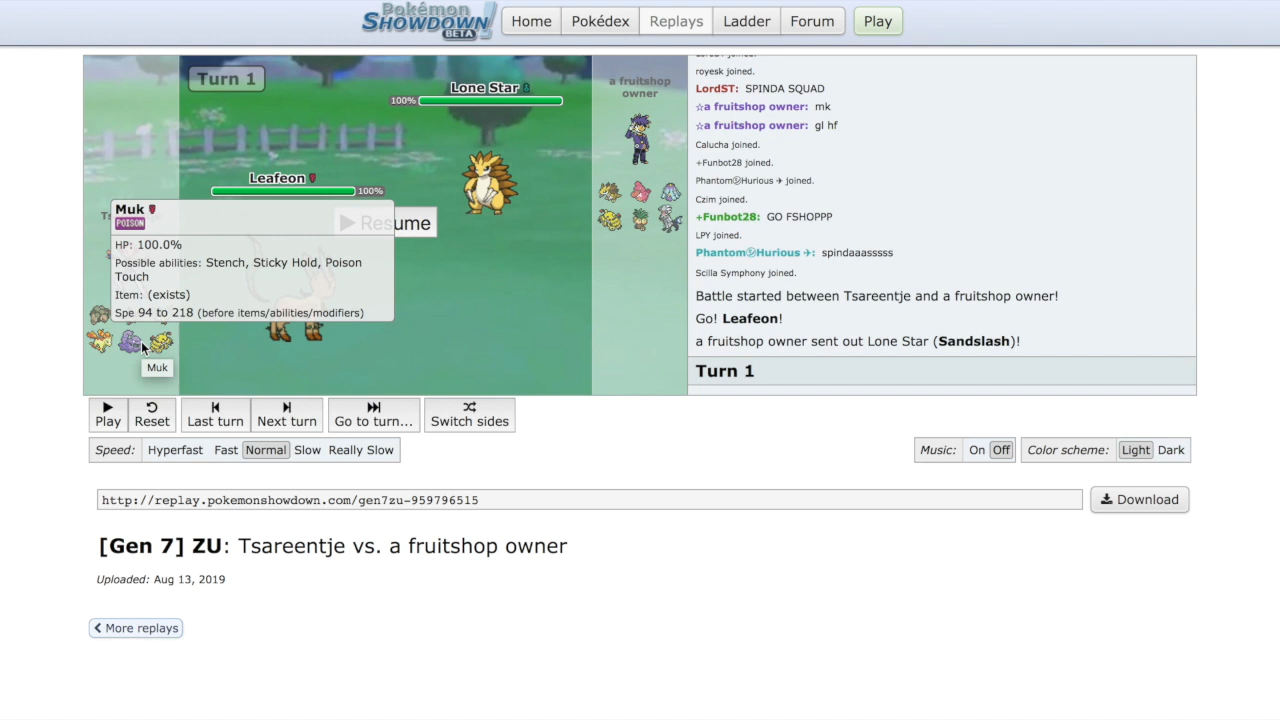 Pokémon
SHOWDOWN!
BETA
Home
Pokédex
Replays
Ladder
Forum
Play
Turn 1
Lone Star
100%
Leafeon
100%
Resume
a fruitshop
owner
Muk
POISON
HP: 100.0%
Possible abilities: Stench, Sticky Hold, Poison
Touch
Item: (exists)
Spe 94 to 218 (before items/abilities/modifiers)
Muk
royesk joined.
LordST: SPINDA SQUAD
☆a fruitshop owner: mk
☆a fruitshop owner: gl hf
Calucha joined.
+Funbot28 joined.
PhantomⓈHurious ✈ joined.
Czim joined.
+Funbot28: GO FSHOPPP
LPY joined.
PhantomⓈHurious ✈: spindaaasssss
Scilla Symphony joined.
Battle started between Tsareentje and a fruitshop owner!
Go! Leafeon!
a fruitshop owner sent out Lone Star (Sandslash)!
Turn 1
Play
Reset
Last turn
Next turn
Go to turn...
Switch sides
Speed: Hyperfast Fast Normal Slow Really Slow
Music: On Off
Color scheme: Light Dark
http://replay.pokemonshowdown.com/gen7zu-959796515
Download
[Gen 7] ZU: Tsareentje vs. a fruitshop owner
Uploaded: Aug 13, 2019
More replays